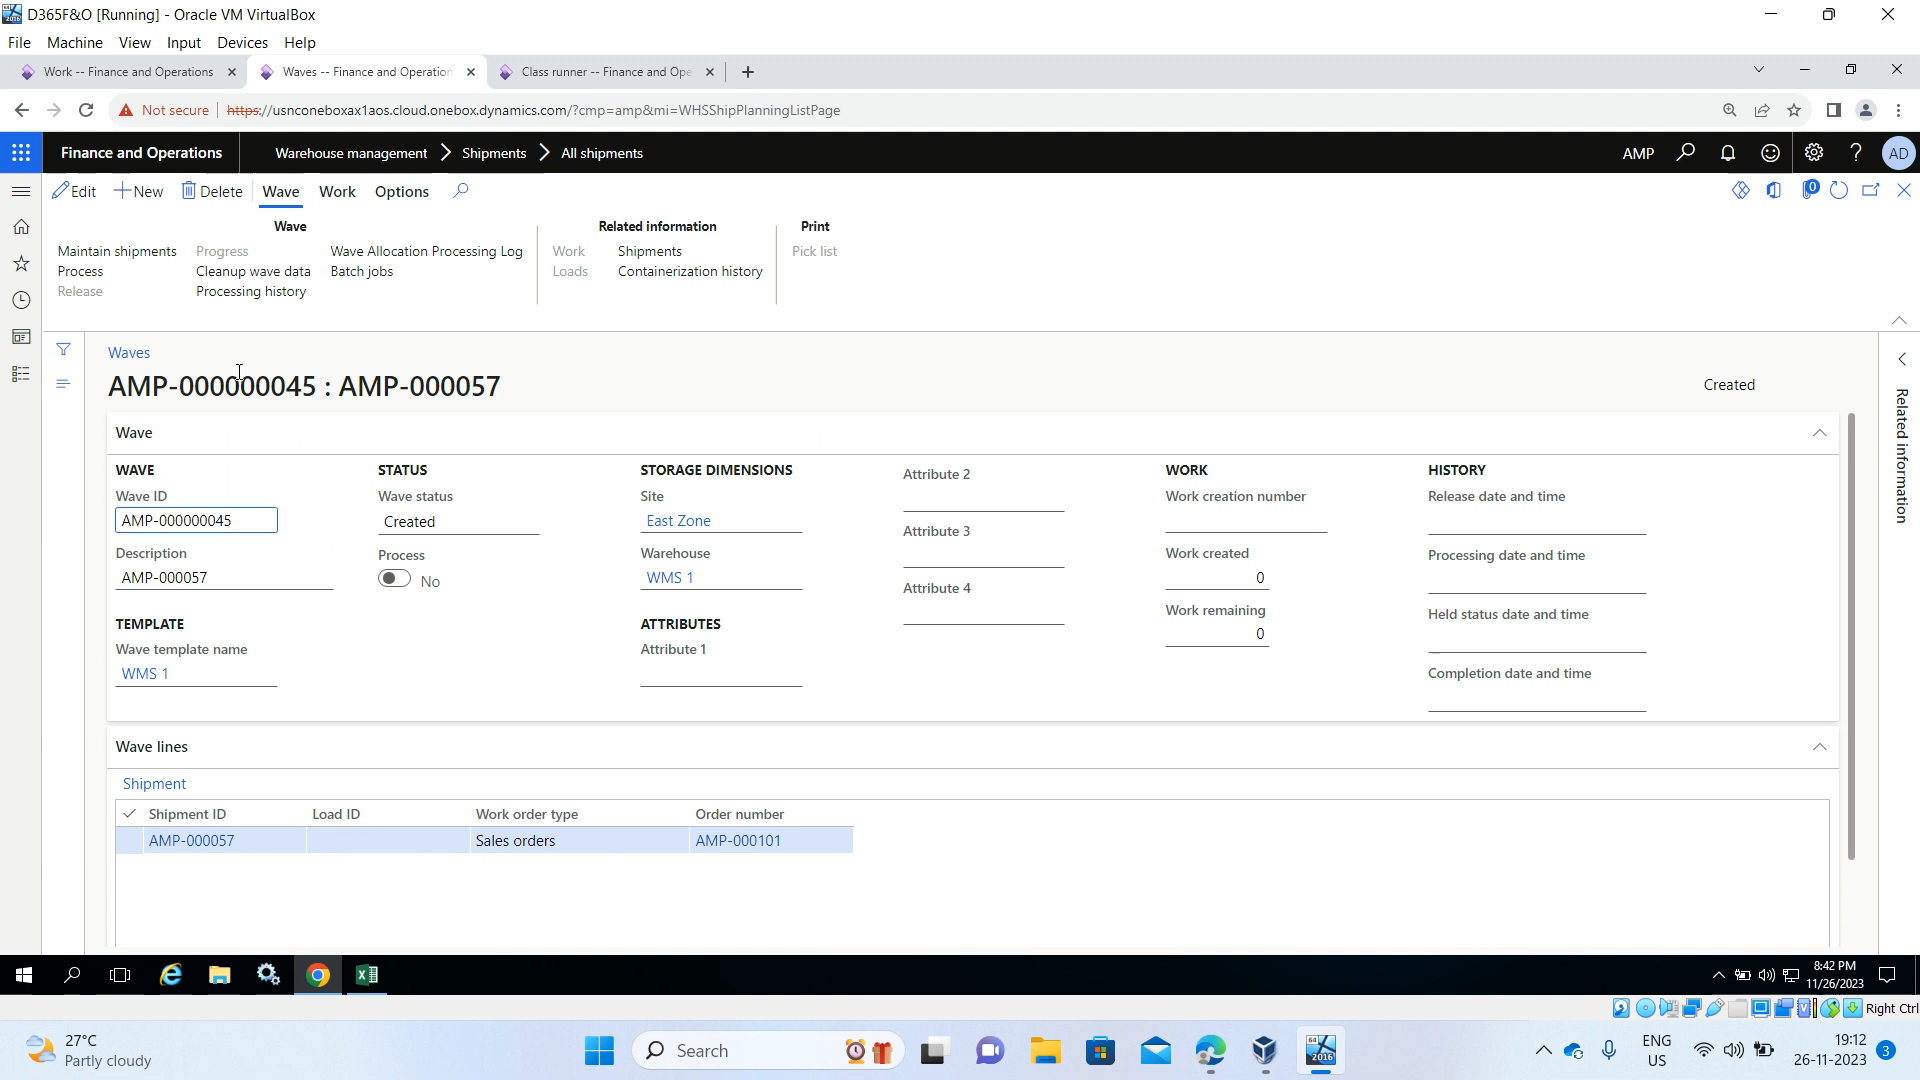 D365F&O [Running] - Oracle VM VirtualBox
File Machine View Input Devices Help
Work -- Finance and Operations
Waves -- Finance and Operation
Class runner -- Finance and Ope
Not secure https://usnconeboxax1aos.cloud.onebox.dynamics.com/?cmp=amp&mi=WHSShipPlanningListPage
Finance and Operations Warehouse management Shipments All shipments AMP AD
Edit New Delete Wave Work Options 0
Wave Related information Print
Maintain shipments Progress Wave Allocation Processing Log Work Shipments Pick list
Process Cleanup wave data Batch jobs Loads Containerization history
Release Processing history
Waves
AMP-000000045 : AMP-000057 Created
Related information
Wave
WAVE STATUS STORAGE DIMENSIONS Attribute 2 WORK HISTORY
Wave ID Wave status Site Work creation number Release date and time
AMP-000000045 Created East Zone
Attribute 3
Description Process Warehouse Work created Processing date and time
AMP-000057 No WMS 1 Attribute 4 0
Work remaining Held status date and time
TEMPLATE ATTRIBUTES 0
Wave template name Attribute 1
WMS 1 Completion date and time
Wave lines
Shipment
Shipment ID Load ID Work order type Order number
AMP-000057 Sales orders AMP-000101
8:42 PM
11/26/2023
Right Ctrl
27°C
Partly cloudy
Search
64
2016
ENG
US
19:12
26-11-2023
3